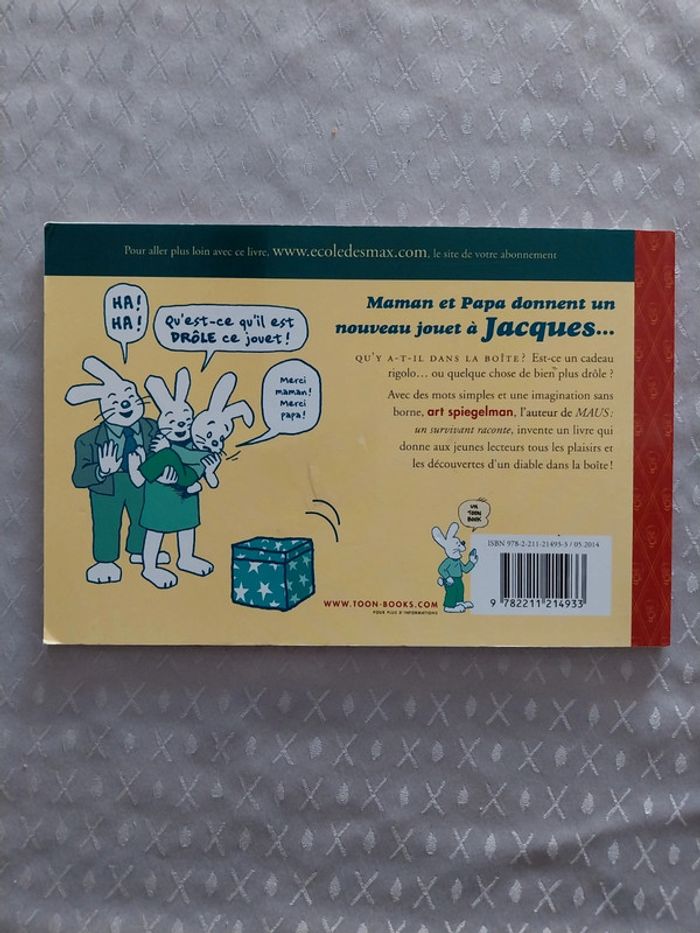 Pour aller plus loin avec ce livre, www.ecoledesmax.com, le site de votre abonnement
HA!
HA!
Qu'est-ce qu'il est
DRÔLE ce jouet!
Merci
maman!
Merci
papa!
Maman et Papa donnent un
nouveau jouet à Jacques...
QU'Y A-T-IL DANS LA BOÎTE? Est-ce un cadeau
rigolo... ou quelque chose de bien plus drôle ?
Avec des mots simples et une imagination sans
borne, art spiegelman, l'auteur de MAUS :
un survivant raconte, invente un livre qui
donne aux jeunes lecteurs tous les plaisirs et
les découvertes d'un diable dans la boîte!
UN
TOON
BOOK
ISBN 978-2-211-21493-3 / 05.2014
9 782211 214933
WWW.TOON-BOOKS.COM
POUR PLUS D'INFORMATIONS